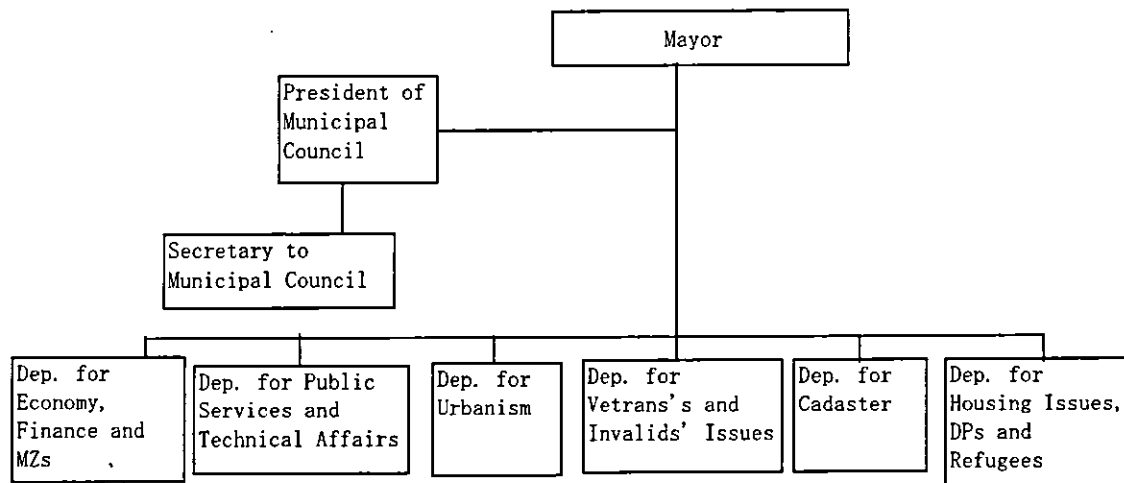 Mayor
President of
Municipal
Council
Secretary to
Municipal Council
Dep. for
Economy,
Finance and
MZs
Dep. for Public
Services and
Technical Affairs
Dep. for
Urbanism
Dep. for
Vetrans's and
Invalids' Issues
Dep. for
Cadaster
Dep. for
Housing Issues,
DPs and
Refugees